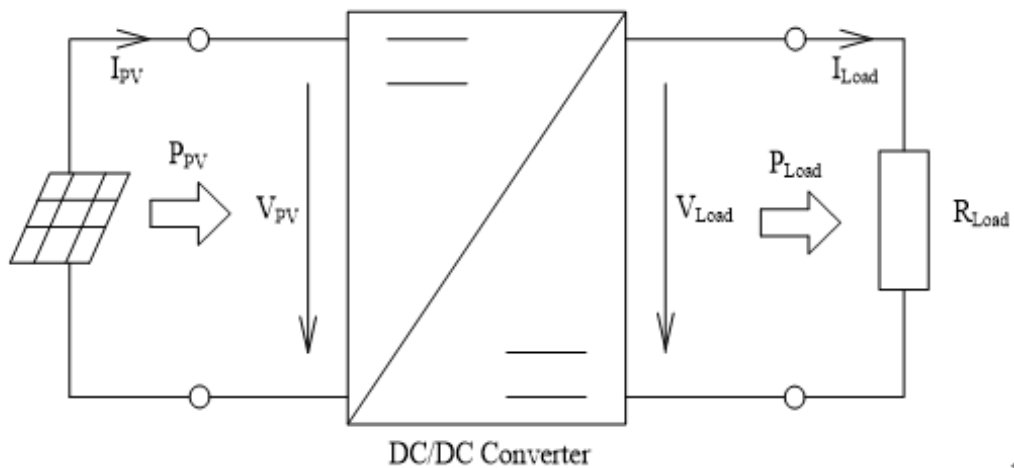 I_PV
I_Load
P_PV
P_Load
V_PV
V_Load
R_Load
DC/DC Converter